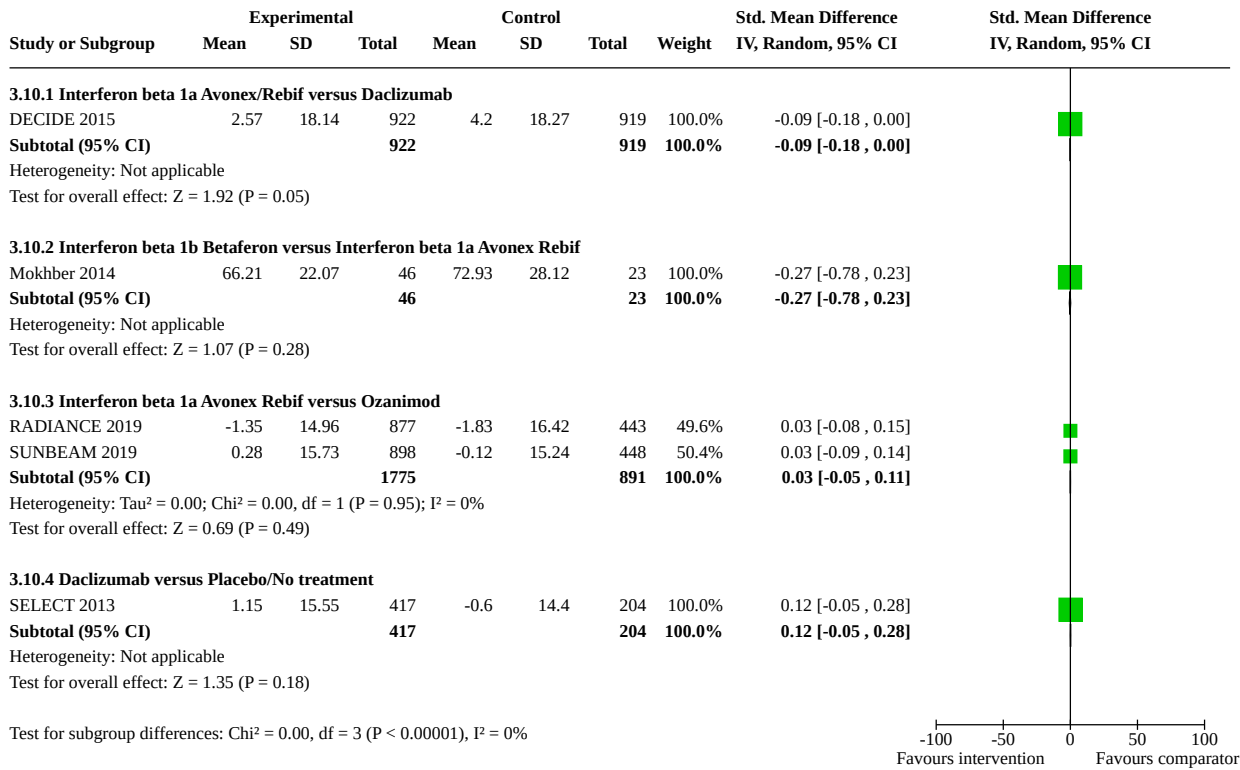 Experimental Control Std. Mean Difference Std. Mean Difference
Study or Subgroup Mean SD Total Mean SD Total Weight IV, Random, 95% CI IV, Random, 95% CI
3.10.1 Interferon beta 1a Avonex/Rebif versus Daclizumab
DECIDE 2015 2.57 18.14 922 4.2 18.27 919 100.0% -0.09 [-0.18 , 0.00]
Subtotal (95% CI) 922 919 100.0% -0.09 [-0.18 , 0.00]
Heterogeneity: Not applicable
Test for overall effect: Z = 1.92 (P = 0.05)
3.10.2 Interferon beta 1b Betaferon versus Interferon beta 1a Avonex Rebif
Mokhber 2014 66.21 22.07 46 72.93 28.12 23 100.0% -0.27 [-0.78 , 0.23]
Subtotal (95% CI) 46 23 100.0% -0.27 [-0.78 , 0.23]
Heterogeneity: Not applicable
Test for overall effect: Z = 1.07 (P = 0.28)
3.10.3 Interferon beta 1a Avonex Rebif versus Ozanimod
RADIANCE 2019 -1.35 14.96 877 -1.83 16.42 443 49.6% 0.03 [-0.08 , 0.15]
SUNBEAM 2019 0.28 15.73 898 -0.12 15.24 448 50.4% 0.03 [-0.09 , 0.14]
Subtotal (95% CI) 1775 891 100.0% 0.03 [-0.05 , 0.11]
Heterogeneity: Tau² = 0.00; Chi² = 0.00, df = 1 (P = 0.95); I² = 0%
Test for overall effect: Z = 0.69 (P = 0.49)
3.10.4 Daclizumab versus Placebo/No treatment
SELECT 2013 1.15 15.55 417 -0.6 14.4 204 100.0% 0.12 [-0.05 , 0.28]
Subtotal (95% CI) 417 204 100.0% 0.12 [-0.05 , 0.28]
Heterogeneity: Not applicable
Test for overall effect: Z = 1.35 (P = 0.18)
Test for subgroup differences: Chi² = 0.00, df = 3 (P < 0.00001), I² = 0%
-100 -50 0 50 100
Favours intervention Favours comparator